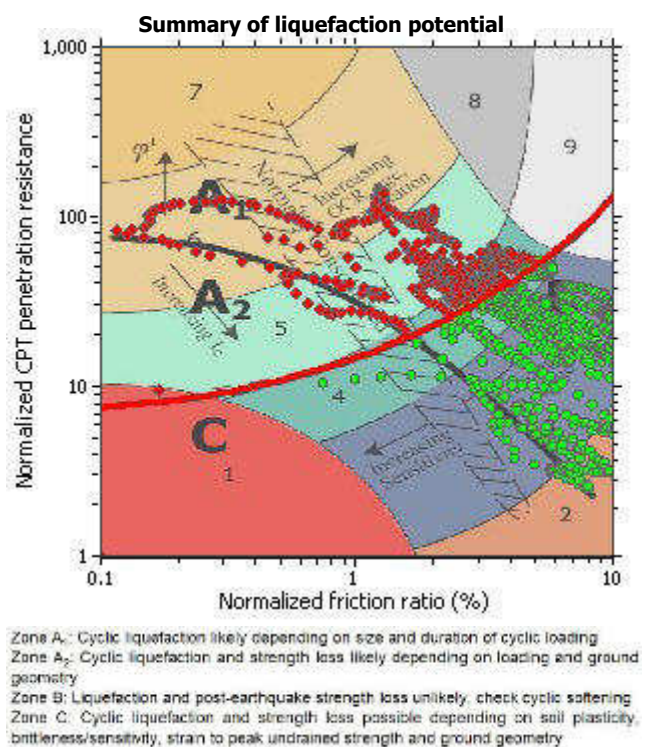 Summary of liquefaction potential
1,000
100
10
1
Normalized CPT penetration resistance
7
8
9
φ'
Increasing
OCR
A1
6
A2
Increasing Ic
5
4
C
1
Increasing
Sensitivity
2
0.1
1
10
Normalized friction ratio (%)
Zone A1: Cyclic liquefaction likely depending on size and duration of cyclic loading
Zone A2: Cyclic liquefaction and strength loss likely depending on loading and ground
geometry
Zone B: Liquefaction and post-earthquake strength loss unlikely, check cyclic softening
Zone C: Cyclic liquefaction and strength loss possible depending on soil plasticity,
brittleness/sensitivity, strain to peak undrained strength and ground geometry